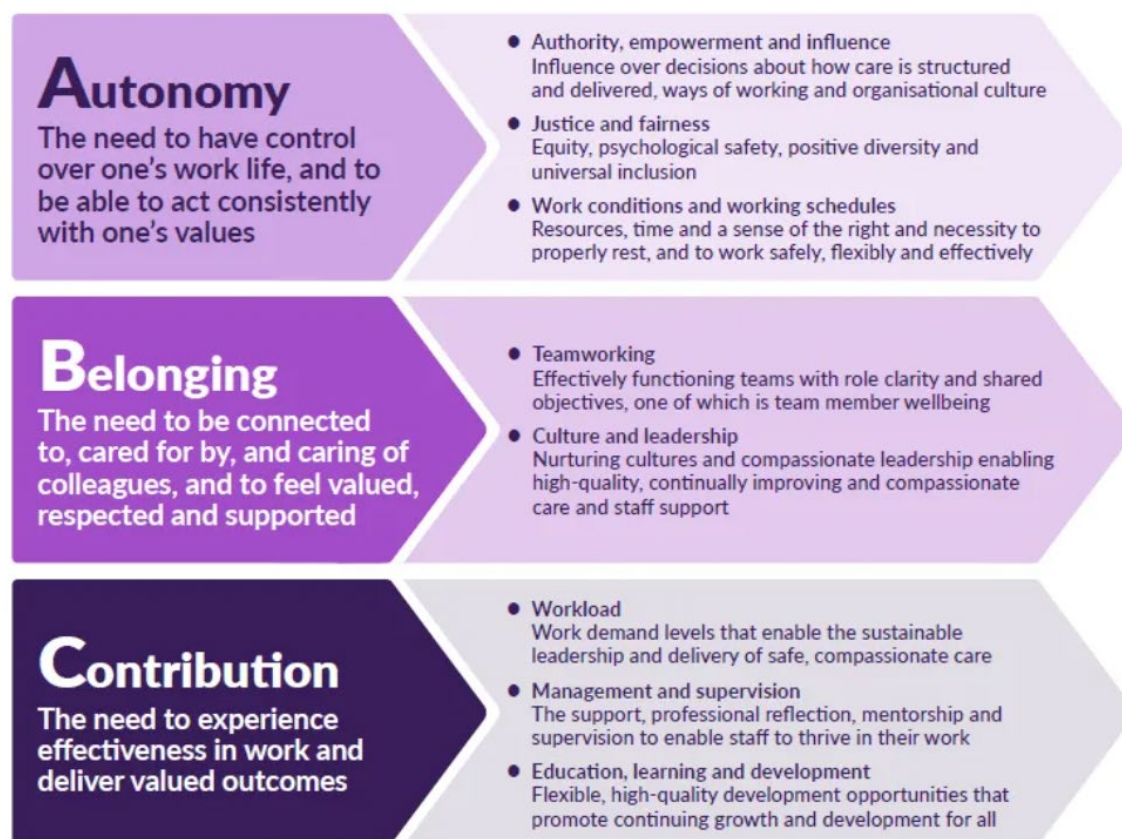 Autonomy
The need to have control
over one's work life, and to
be able to act consistently
with one's values
● Authority, empowerment and influence
Influence over decisions about how care is structured
and delivered, ways of working and organisational culture
● Justice and fairness
Equity, psychological safety, positive diversity and
universal inclusion
● Work conditions and working schedules
Resources, time and a sense of the right and necessity to
properly rest, and to work safely, flexibly and effectively
Belonging
The need to be connected
to, cared for by, and caring of
colleagues, and to feel valued,
respected and supported
● Teamworking
Effectively functioning teams with role clarity and shared
objectives, one of which is team member wellbeing
● Culture and leadership
Nurturing cultures and compassionate leadership enabling
high-quality, continually improving and compassionate
care and staff support
Contribution
The need to experience
effectiveness in work and
deliver valued outcomes
● Workload
Work demand levels that enable the sustainable
leadership and delivery of safe, compassionate care
● Management and supervision
The support, professional reflection, mentorship and
supervision to enable staff to thrive in their work
● Education, learning and development
Flexible, high-quality development opportunities that
promote continuing growth and development for all